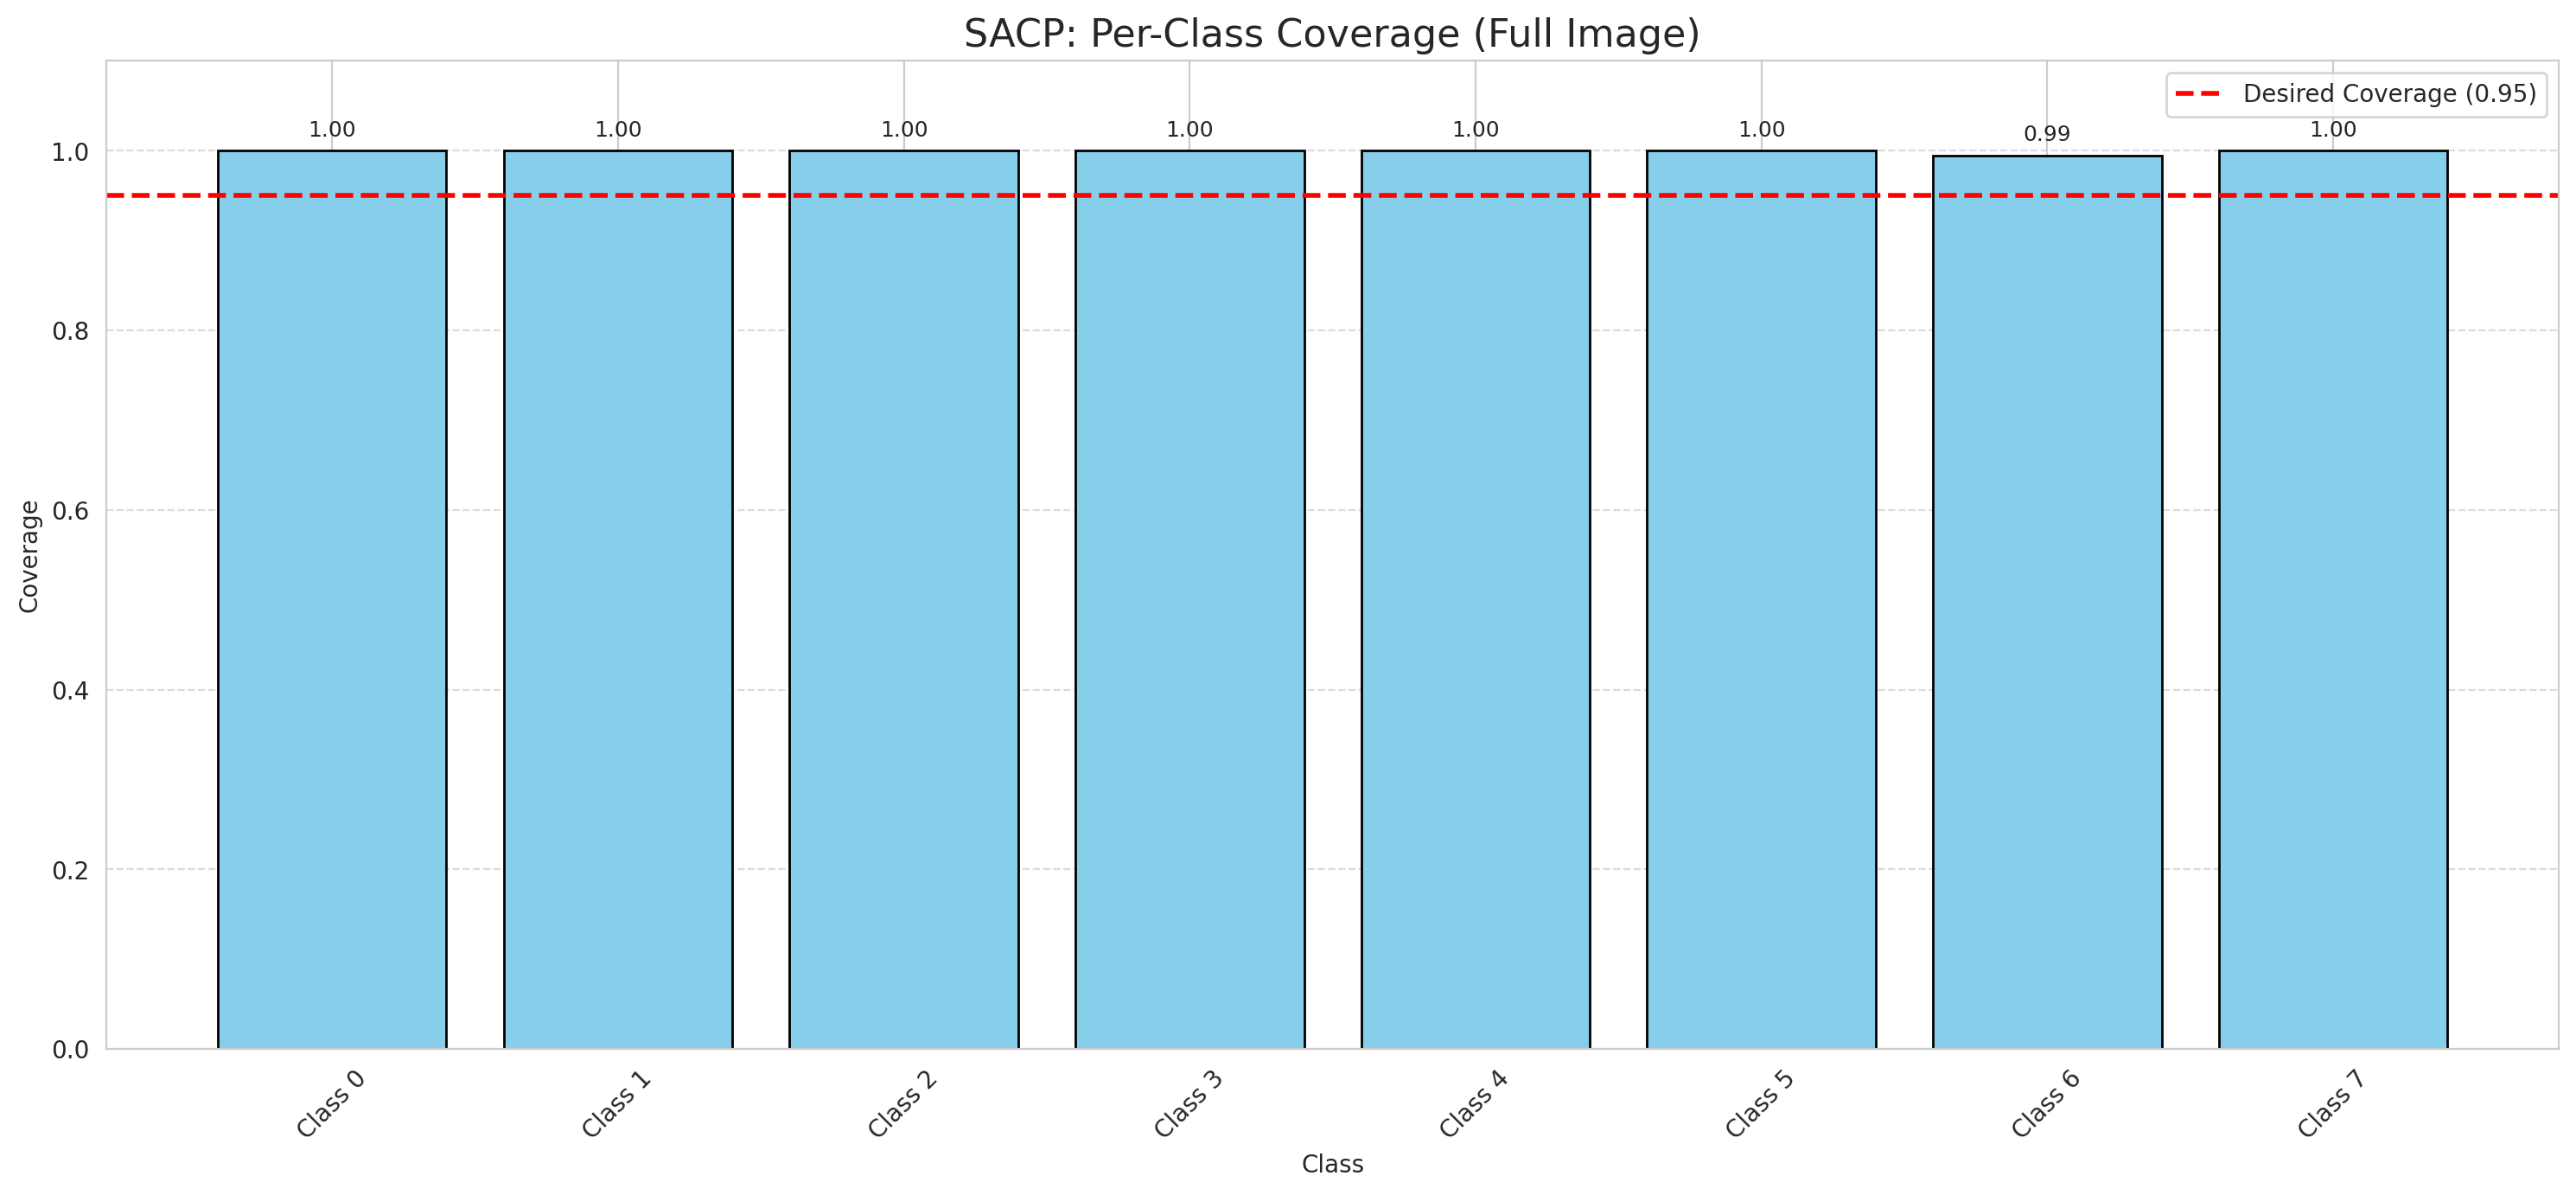 SACP: Per-Class Coverage (Full Image)
Desired Coverage (0.95)
1.00 1.00 1.00 1.00 1.00 1.00 0.99 1.00
1.0
0.8
0.6
0.4
0.2
0.0
Coverage
Class 0 Class 1 Class 2 Class 3 Class 4 Class 5 Class 6 Class 7
Class